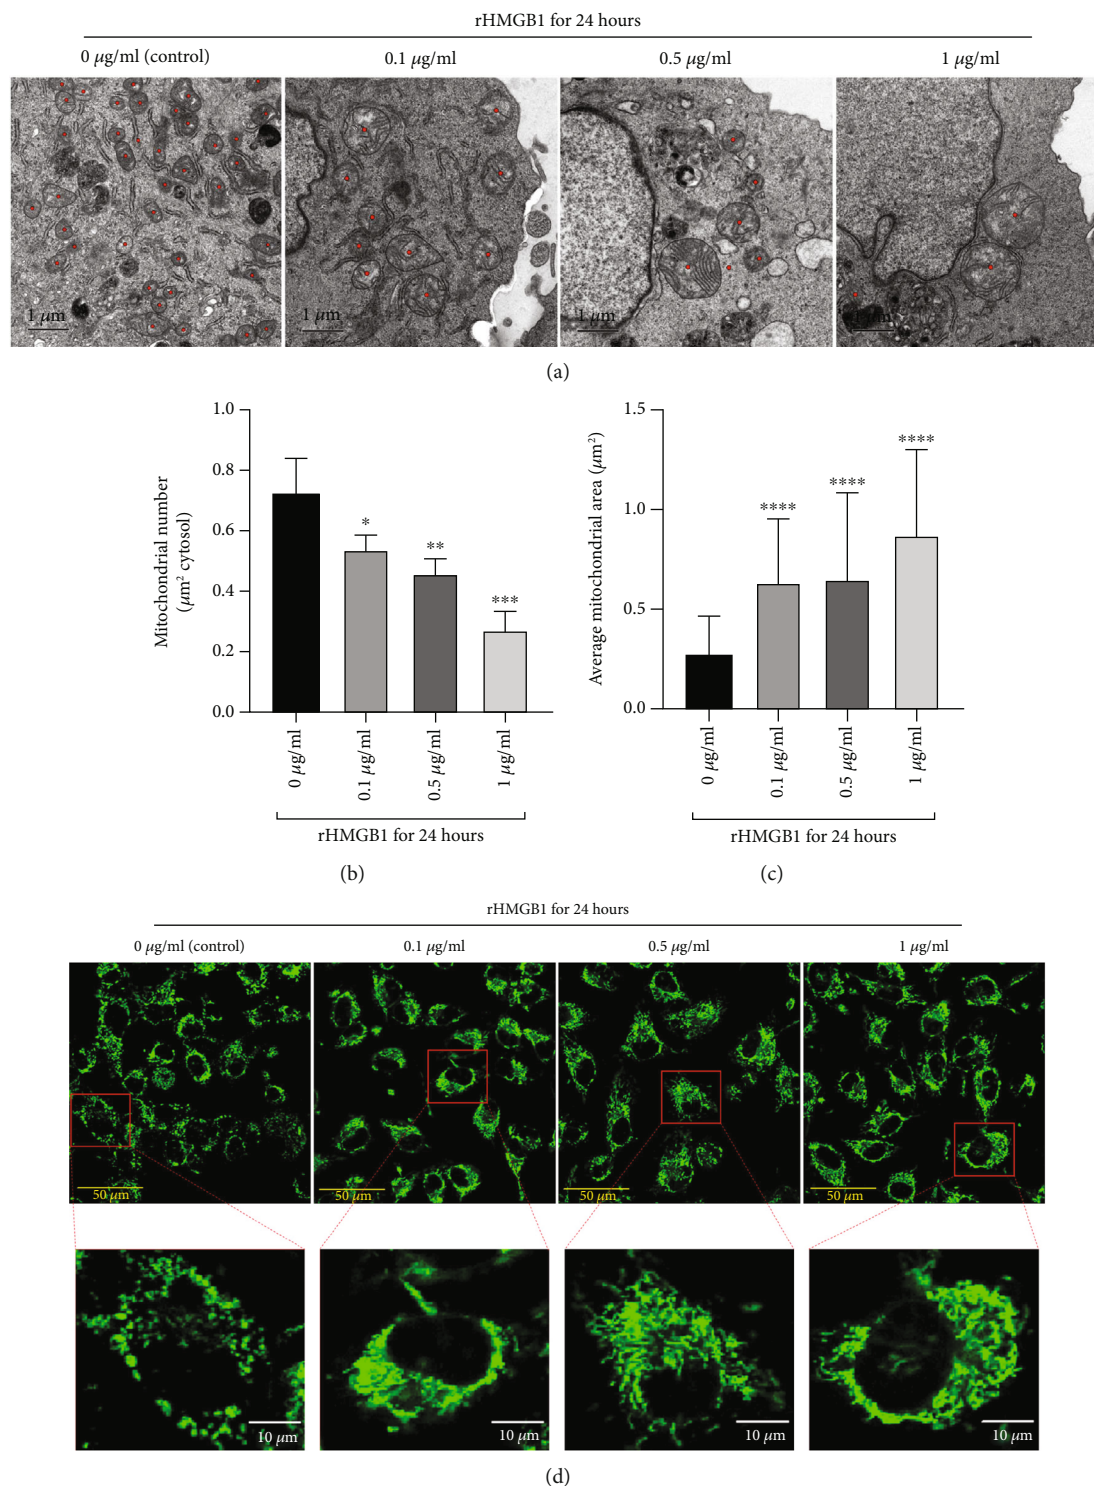 rHMGB1 for 24 hours
0 μg/ml (control)
0.1 μg/ml
0.5 μg/ml
1 μg/ml
1 μm
1 μm
1 μm
1 μm
(a)
Mitochondrial number
(μm² cytosol)
1.0
0.8
0.6
0.4
0.2
0.0
*
**
***
0 μg/ml
0.1 μg/ml
0.5 μg/ml
1 μg/ml
rHMGB1 for 24 hours
(b)
Average mitochondrial area (μm²)
1.5
1.0
0.5
0.0
****
****
****
0 μg/ml
0.1 μg/ml
0.5 μg/ml
1 μg/ml
rHMGB1 for 24 hours
(c)
rHMGB1 for 24 hours
0 μg/ml (control)
0.1 μg/ml
0.5 μg/ml
1 μg/ml
50 μm
50 μm
50 μm
50 μm
10 μm
10 μm
10 μm
10 μm
(d)